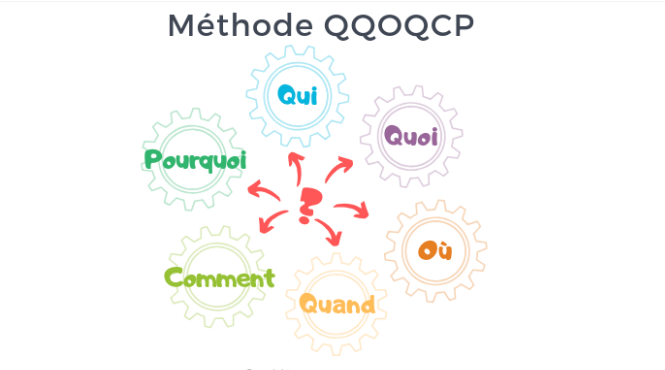 Méthode QQOQCP
Qui
Quoi
Où
Quand
Comment
Pourquoi
?